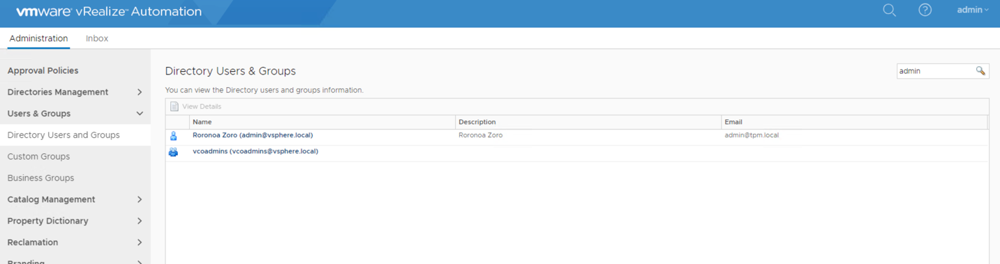 vmware vRealize™ Automation
admin
Administration
Inbox
Approval Policies
Directories Management
Users & Groups
Directory Users and Groups
Custom Groups
Business Groups
Catalog Management
Property Dictionary
Reclamation
Branding
Directory Users & Groups
admin
You can view the Directory users and groups information.
View Details
Name Description Email
Roronoa Zoro (admin@vsphere.local) Roronoa Zoro admin@tpm.local
vcoadmins (vcoadmins@vsphere.local)